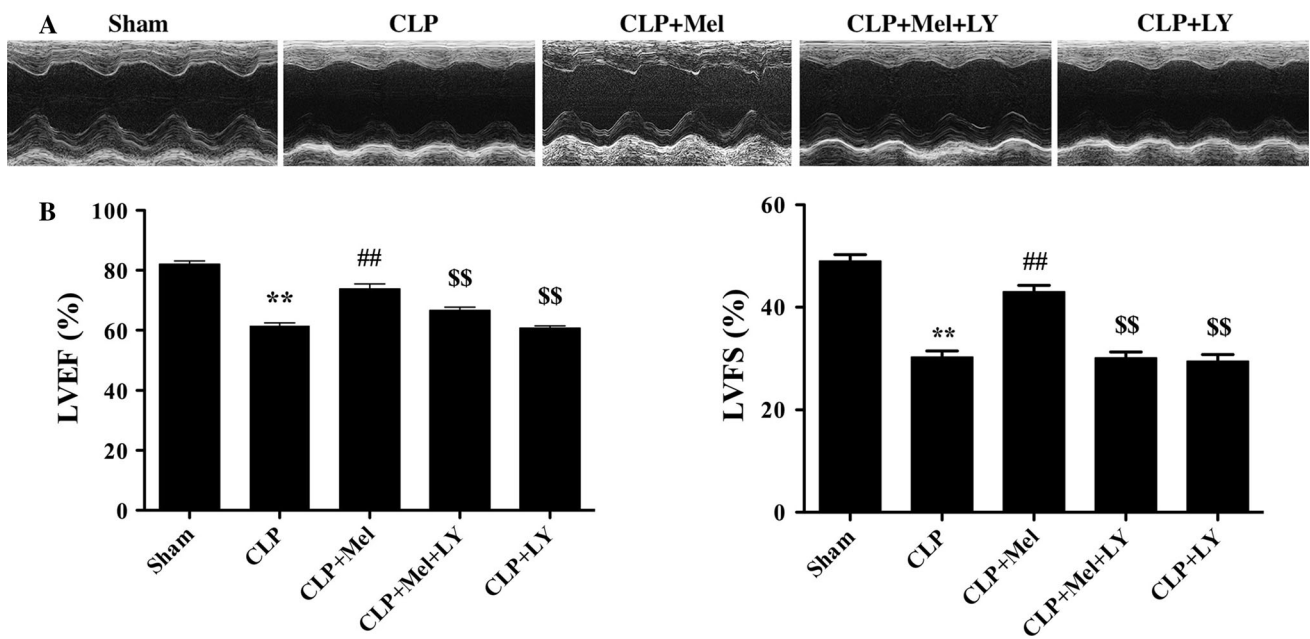 A Sham CLP CLP+Mel CLP+Mel+LY CLP+LY
B
LVEF (%)
100
80
60
40
20
0
**
##
$$
$$
Sham
CLP
CLP+Mel
CLP+Mel+LY
CLP+LY
LVFS (%)
60
40
20
0
**
##
$$
$$
Sham
CLP
CLP+Mel
CLP+Mel+LY
CLP+LY